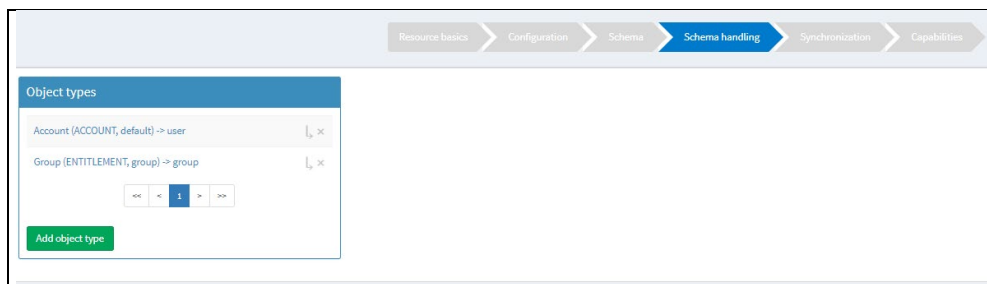 Resource basics Configuration Schema Schema handling Synchronization Capabilities
Object types
Account (ACCOUNT, default) -> user
Group (ENTITLEMENT, group) -> group
<< < 1 > >>
Add object type